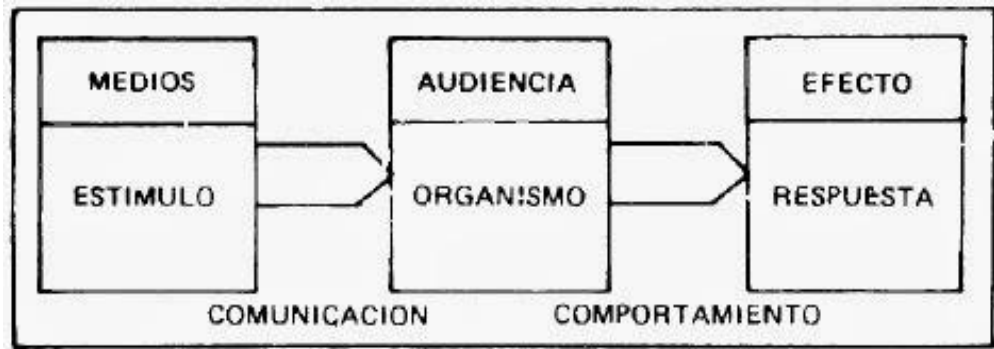 MEDIOS
AUDIENCIA
EFECTO
ESTIMULO
ORGANISMO
RESPUESTA
COMUNICACION
COMPORTAMIENTO